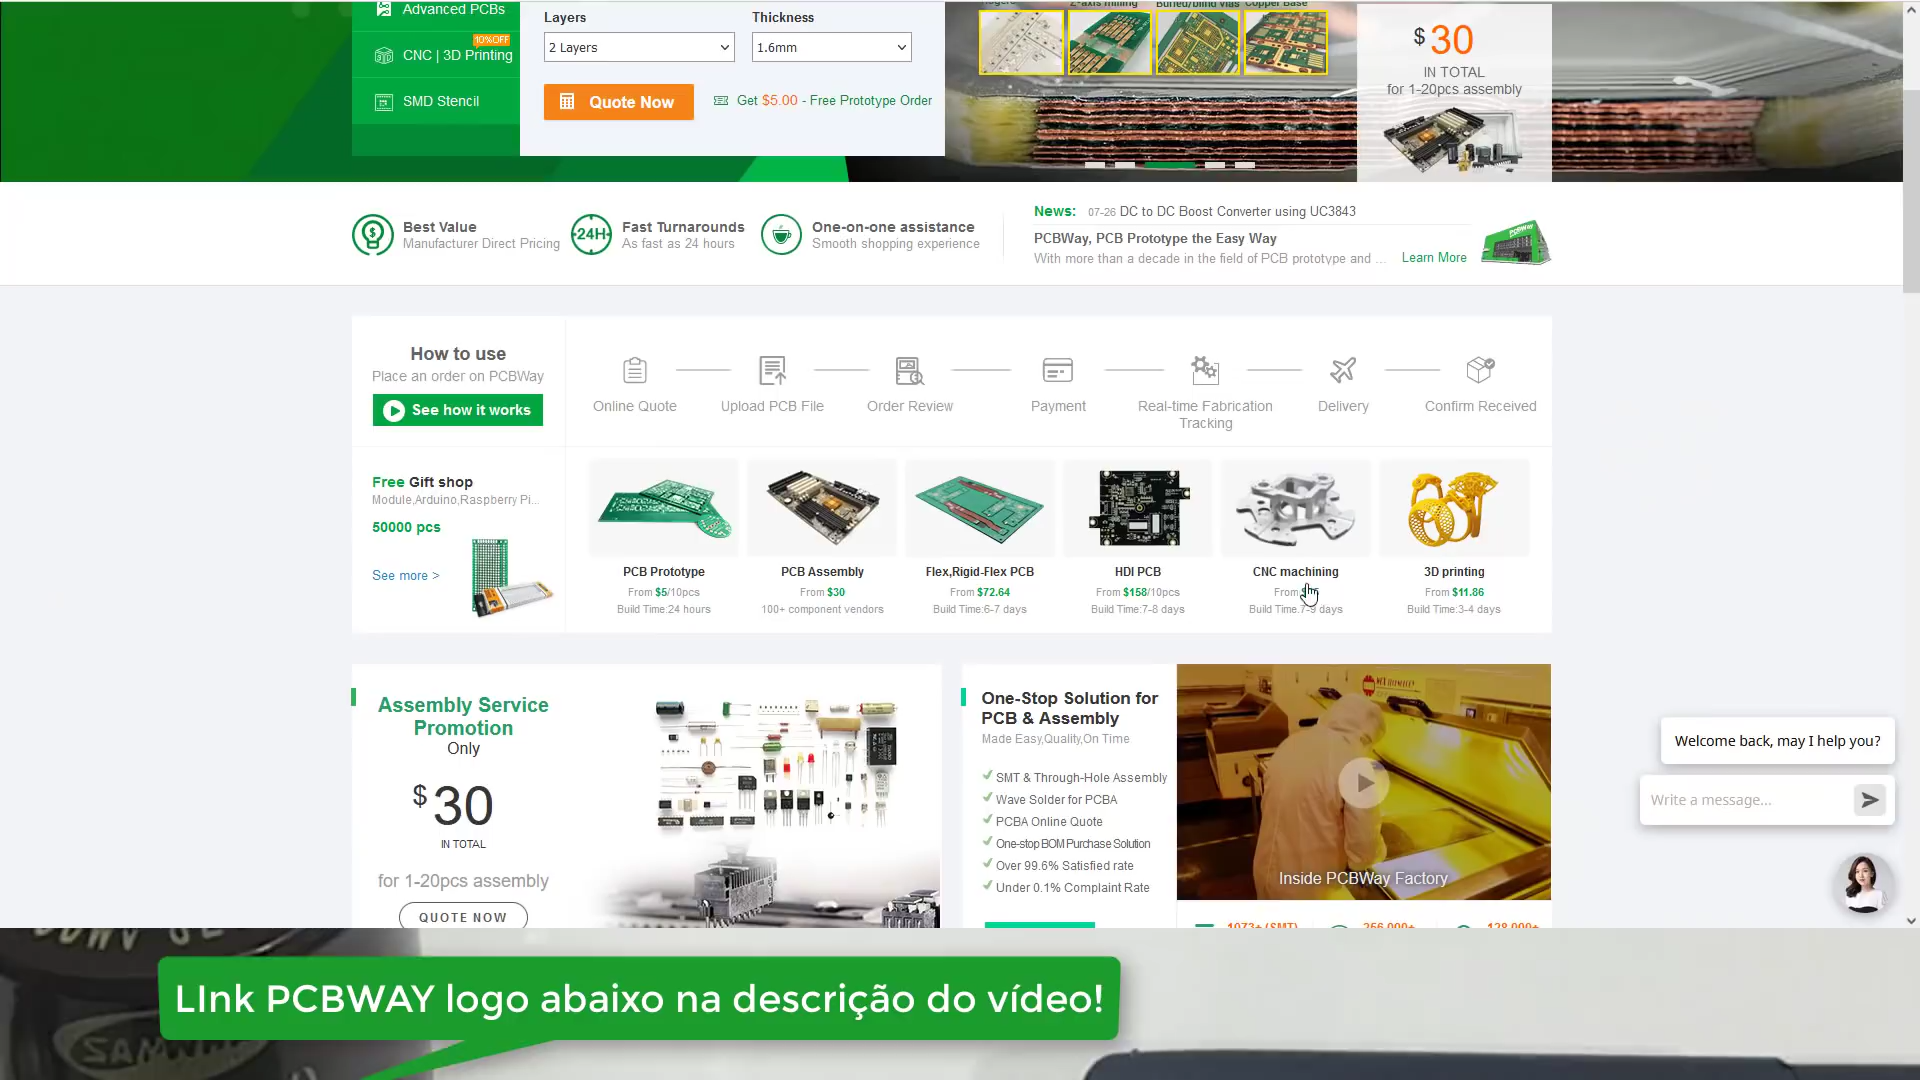 Advanced PCBs
10%OFF
CNC | 3D Printing
SMD Stencil
Layers
Thickness
2 Layers
1.6mm
Quote Now
Get $5.00 - Free Prototype Order
$30
IN TOTAL
for 1-20pcs assembly
Best Value
Manufacturer Direct Pricing
24H
Fast Turnarounds
As fast as 24 hours
One-on-one assistance
Smooth shopping experience
News: 07-26 DC to DC Boost Converter using UC3843
PCBWay, PCB Prototype the Easy Way
With more than a decade in the field of PCB prototype and ...
Learn More
How to use
Place an order on PCBWay
See how it works
Online Quote
Upload PCB File
Order Review
Payment
Real-time Fabrication
Tracking
Delivery
Confirm Received
Free Gift shop
Module,Arduino,Raspberry Pi...
50000 pcs
See more >
PCB Prototype
From $5/10pcs
Build Time:24 hours
PCB Assembly
From $30
100+ component vendors
Flex,Rigid-Flex PCB
From $72.64
Build Time:6-7 days
HDI PCB
From $158/10pcs
Build Time:7-8 days
CNC machining
From
Build Time:7-9 days
3D printing
From $11.86
Build Time:3-4 days
Assembly Service
Promotion
Only
$30
IN TOTAL
for 1-20pcs assembly
QUOTE NOW
One-Stop Solution for
PCB & Assembly
Made Easy,Quality,On Time
SMT & Through-Hole Assembly
Wave Solder for PCBA
PCBA Online Quote
One-stop BOM Purchase Solution
Over 99.6% Satisfied rate
Under 0.1% Complaint Rate
Inside PCBWay Factory
Welcome back, may I help you?
Write a message...
LInk PCBWAY logo abaixo na descrição do vídeo!